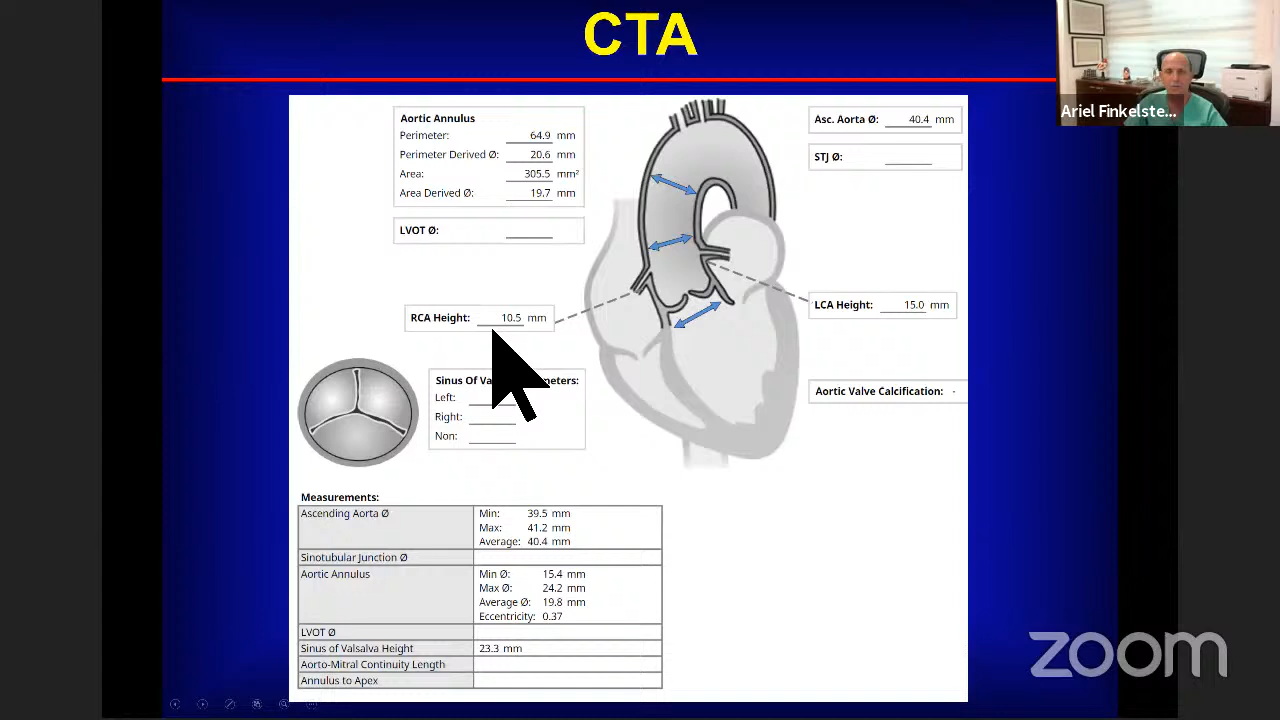 CTA
Ariel Finkelste...
Aortic Annulus
Perimeter: 64.9 mm
Perimeter Derived Ø: 20.6 mm
Area: 305.5 mm²
Area Derived Ø: 19.7 mm
LVOT Ø:
Asc. Aorta Ø: 40.4 mm
STJ Ø:
RCA Height: 10.5 mm
LCA Height: 15.0 mm
Sinus Of
Left:
Right:
Non:
Aortic Valve Calcification: -
Measurements:
Ascending Aorta Ø Min: 39.5 mm
Max: 41.2 mm
Average: 40.4 mm
Sinotubular Junction Ø
Aortic Annulus Min Ø: 15.4 mm
Max Ø: 24.2 mm
Average Ø: 19.8 mm
Eccentricity: 0.37
LVOT Ø
Sinus of Valsalva Height 23.3 mm
Aorto-Mitral Continuity Length
Annulus to Apex
zoom